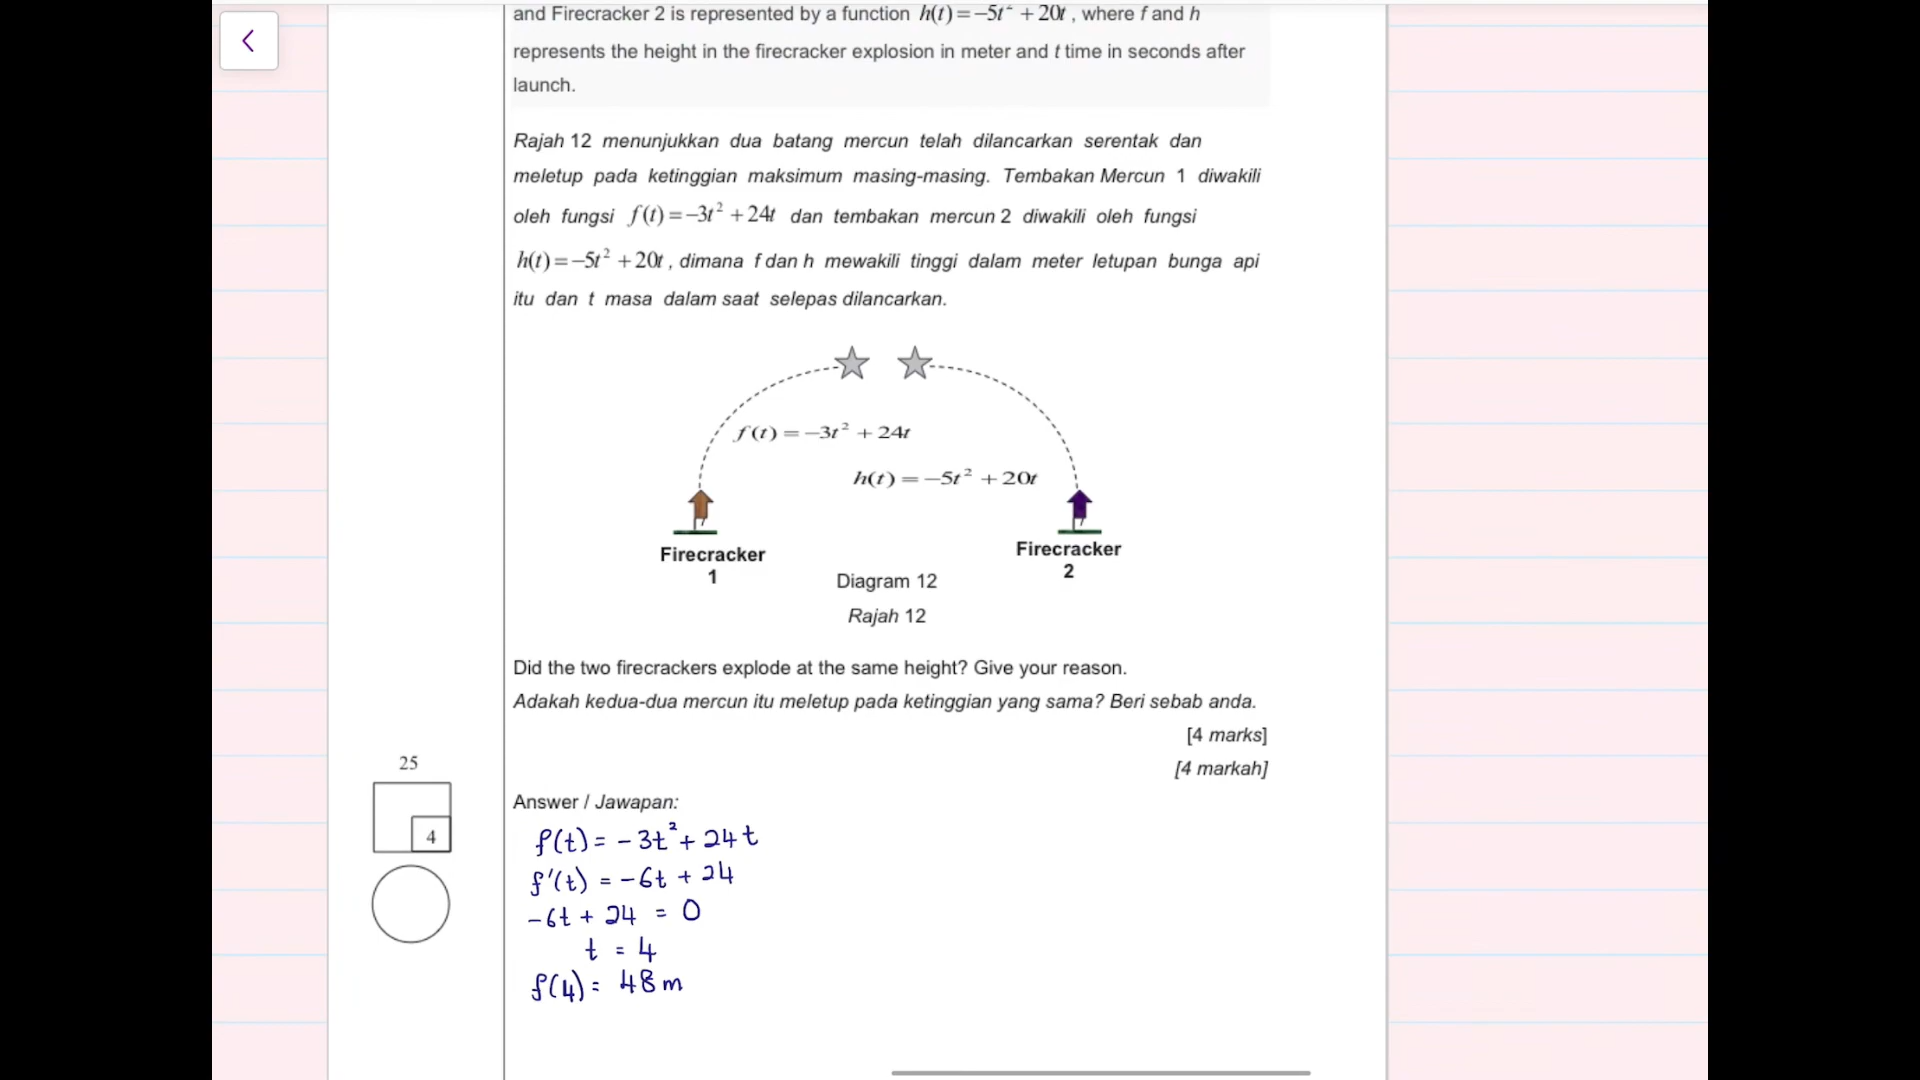 and Firecracker 2 is represented by a function h(t)=−5t² +20t , where f and h
represents the height in the firecracker explosion in meter and t time in seconds after
launch.
Rajah 12 menunjukkan dua batang mercun telah dilancarkan serentak dan
meletup pada ketinggian maksimum masing-masing. Tembakan Mercun 1 diwakili
oleh fungsi f(t)=−3t² +24t dan tembakan mercun 2 diwakili oleh fungsi
h(t)=−5t² +20t , dimana f dan h mewakili tinggi dalam meter letupan bunga api
itu dan t masa dalam saat selepas dilancarkan.
f(t)=−3t² +24t
h(t)=−5t² +20t
Firecracker
1
Firecracker
2
Diagram 12
Rajah 12
Did the two firecrackers explode at the same height? Give your reason.
Adakah kedua-dua mercun itu meletup pada ketinggian yang sama? Beri sebab anda.
[4 marks]
[4 markah]
25
4
Answer / Jawapan:
f(t) = - 3t² + 24t
f'(t) = -6t + 24
-6t + 24 = 0
t = 4
f(4) = 48 m